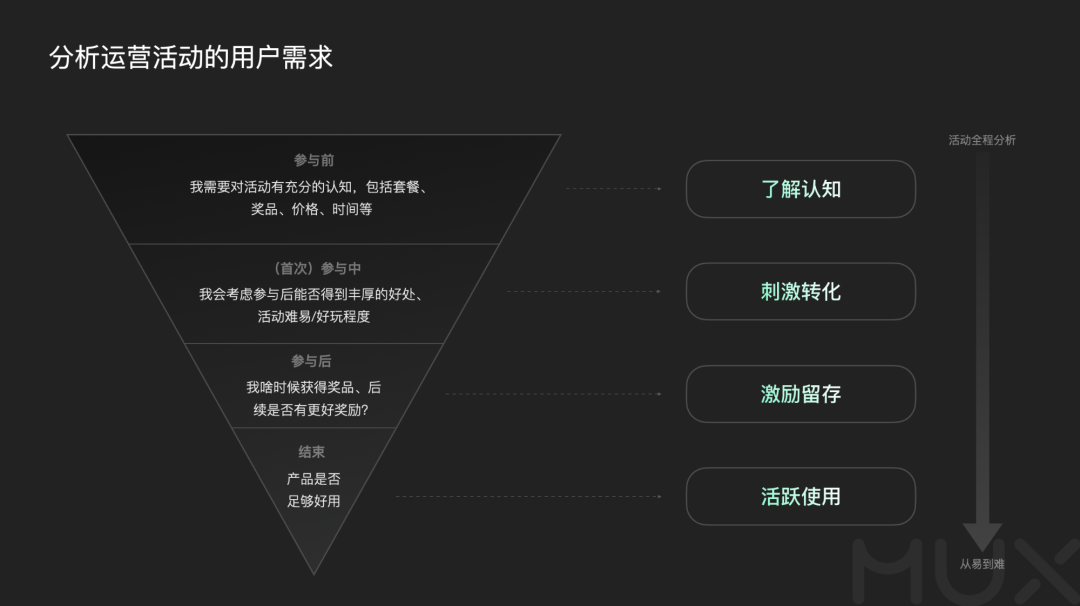 分析运营活动的用户需求
活动全程分析
参与前
我需要对活动有充分的认知，包括套餐、
奖品、价格、时间等
了解认知
（首次）参与中
我会考虑参与后能否得到丰厚的好处、
活动难易/好玩程度
刺激转化
参与后
我啥时候获得奖品、后
续是否有更好奖励？
激励留存
结束
产品是否
足够好用
活跃使用
从易到难
MUX